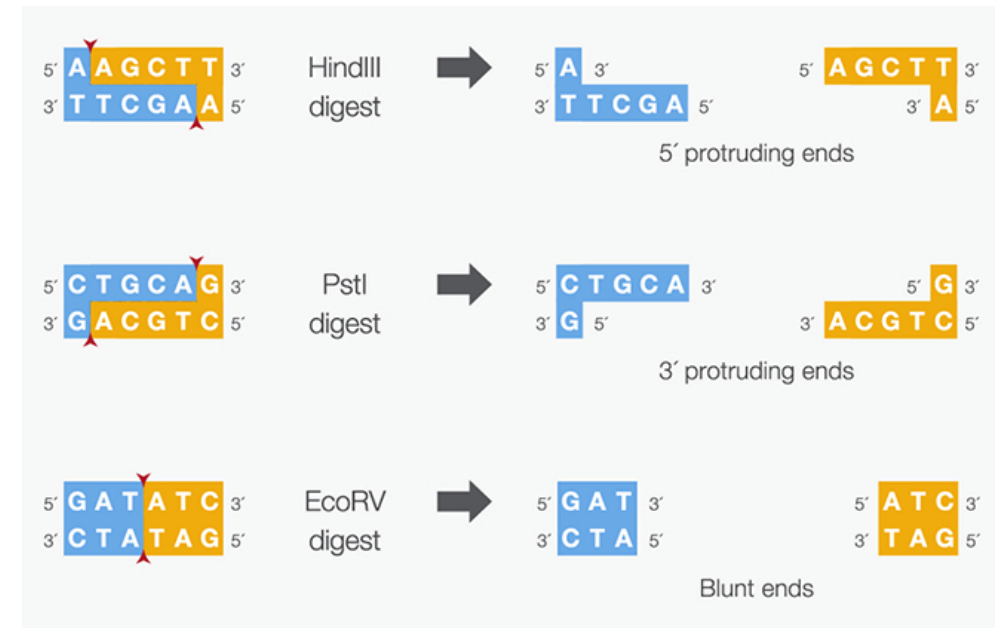 5′ A A G C T T 3′ HindIII 5′ A 3′ 5′ A G C T T 3′
3′ T T C G A A 5′ digest 3′ T T C G A 5′ 3′ A 5′
5′ protruding ends
5′ C T G C A G 3′ PstI 5′ C T G C A 3′ 5′ G 3′
3′ G A C G T C 5′ digest 3′ G 5′ 3′ A C G T C 5′
3′ protruding ends
5′ G A T A T C 3′ EcoRV 5′ G A T 3′ 5′ A T C 3′
3′ C T A T A G 5′ digest 3′ C T A 5′ 3′ T A G 5′
Blunt ends